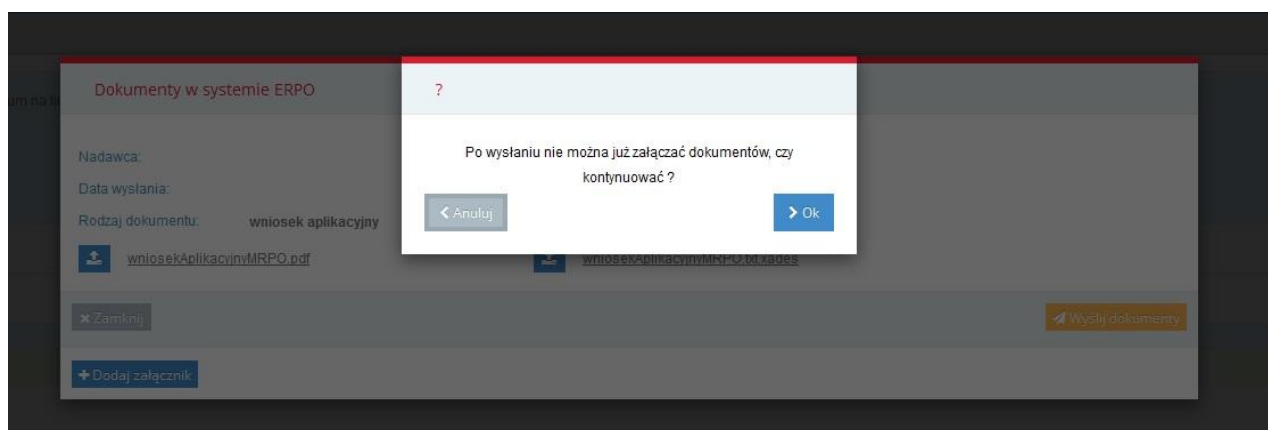 Dokumenty w systemie ERPO
?
Nadawca:
Data wysłania:
Rodzaj dokumentu: wniosek aplikacyjny
Po wysłaniu nie można już załączać dokumentów, czy
kontynuować ?
Anuluj
Ok
wniosekAplikacyjnyMRPO.pdf
wniosekAplikacyjnyMRPO.txt.xades
Zamknij
Wyślij dokumenty
Dodaj załącznik